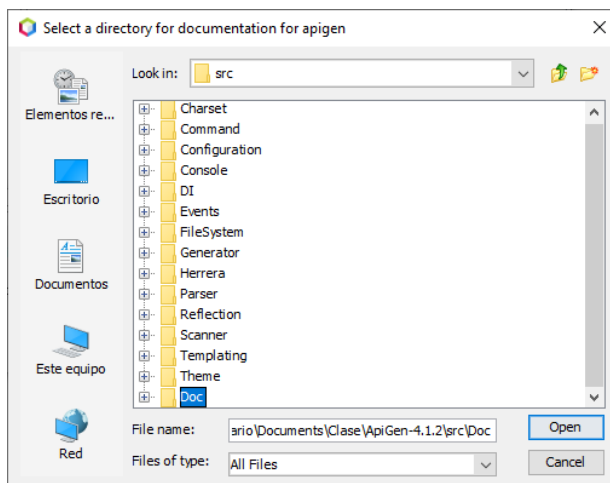 Select a directory for documentation for apigen
Look in: src
Elementos re...
Escritorio
Documentos
Este equipo
Red
Charset
Command
Configuration
Console
DI
Events
FileSystem
Generator
Herrera
Parser
Reflection
Scanner
Templating
Theme
Doc
File name: ario\Documents\Clase\ApiGen-4.1.2\src\Doc
Open
Files of type: All Files
Cancel